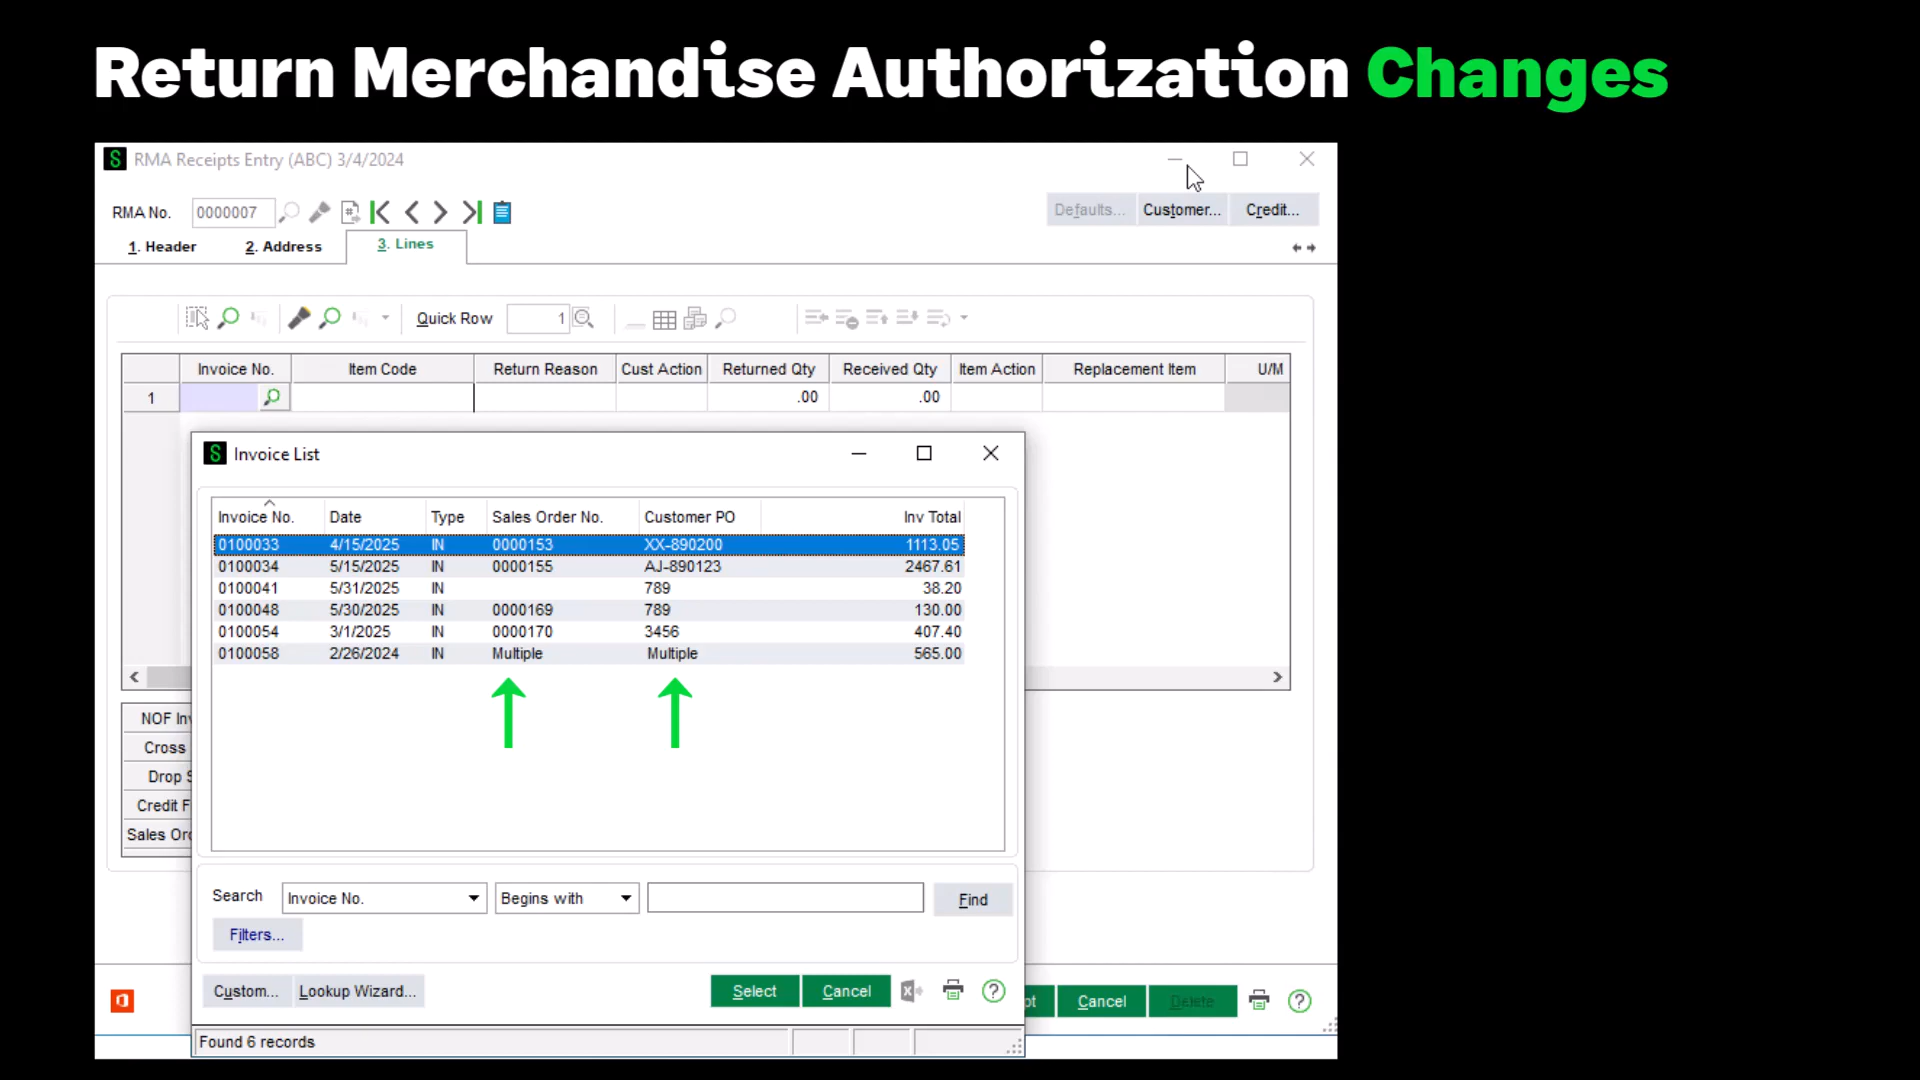 Return Merchandise Authorization Changes
S RMA Receipts Entry (ABC) 3/4/2024
RMA No. 0000007 Defaults... Customer... Credit...
1. Header 2. Address 3. Lines
Quick Row 1
Invoice No. Item Code Return Reason Cust Action Returned Qty Received Qty Item Action Replacement Item U/M
1 .00 .00
S Invoice List
Invoice No. Date Type Sales Order No. Customer PO Inv Total
0100033 4/15/2025 IN 0000153 XX-890200 1113.05
0100034 5/15/2025 IN 0000155 AJ-890123 2467.61
0100041 5/31/2025 IN 789 38.20
0100048 5/30/2025 IN 0000169 789 130.00
0100054 3/1/2025 IN 0000170 3456 407.40
0100058 2/26/2024 IN Multiple Multiple 565.00
NOF Inv
Cross
Drop S
Credit F
Sales Ord
Search Invoice No. Begins with Find
Filters...
Custom... Lookup Wizard... Select Cancel
pt Cancel Delete
Found 6 records